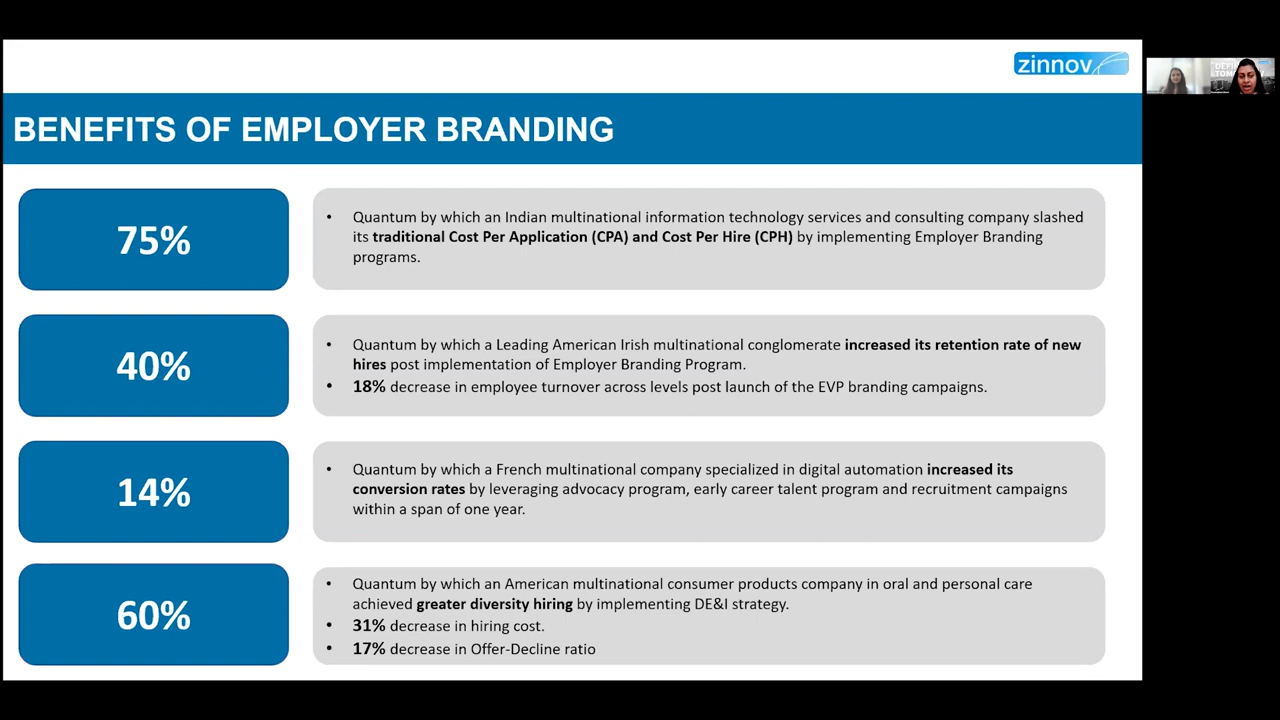 zinnov
BENEFITS OF EMPLOYER BRANDING
75%
• Quantum by which an Indian multinational information technology services and consulting company slashed
its traditional Cost Per Application (CPA) and Cost Per Hire (CPH) by implementing Employer Branding
programs.
40%
• Quantum by which a Leading American Irish multinational conglomerate increased its retention rate of new
hires post implementation of Employer Branding Program.
• 18% decrease in employee turnover across levels post launch of the EVP branding campaigns.
14%
• Quantum by which a French multinational company specialized in digital automation increased its
conversion rates by leveraging advocacy program, early career talent program and recruitment campaigns
within a span of one year.
60%
• Quantum by which an American multinational consumer products company in oral and personal care
achieved greater diversity hiring by implementing DE&I strategy.
• 31% decrease in hiring cost.
• 17% decrease in Offer-Decline ratio